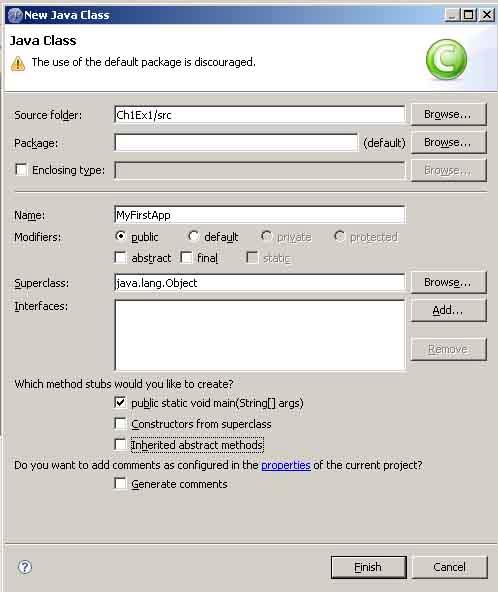 New Java Class
Java Class
The use of the default package is discouraged.
Source folder: Ch1Ex1/src Browse...
Package: (default) Browse...
Enclosing type: Browse...
Name: MyFirstApp
Modifiers: public default private protected
abstract final static
Superclass: java.lang.Object Browse...
Interfaces: Add...
Remove
Which method stubs would you like to create?
public static void main(String[] args)
Constructors from superclass
Inherited abstract methods
Do you want to add comments as configured in the properties of the current project?
Generate comments
? Finish Cancel